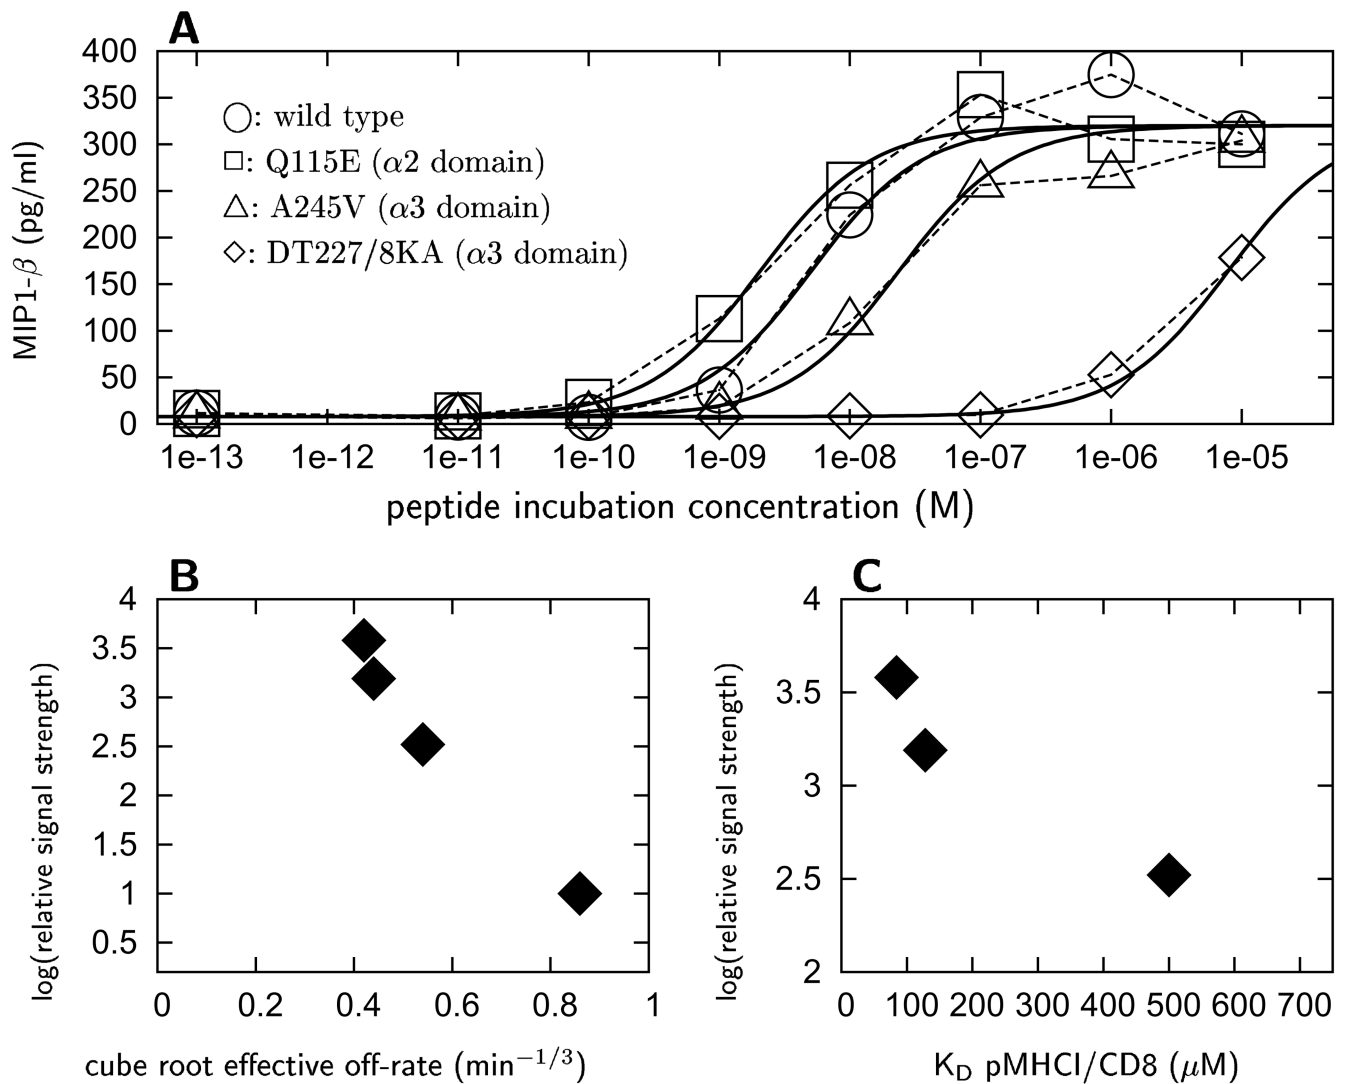 A
400
350
300
250
200
150
100
50
0
MIP1-β (pg/ml)
○: wild type
□: Q115E (α2 domain)
△: A245V (α3 domain)
◇: DT227/8KA (α3 domain)
1e-13 1e-12 1e-11 1e-10 1e-09 1e-08 1e-07 1e-06 1e-05
peptide incubation concentration (M)
B
4
3.5
3
2.5
2
1.5
1
0.5
log(relative signal strength)
0 0.2 0.4 0.6 0.8 1
cube root effective off-rate (min⁻¹/³)
C
4
3.5
3
2.5
2
log(relative signal strength)
0 100 200 300 400 500 600 700
K_D pMHCI/CD8 (μM)